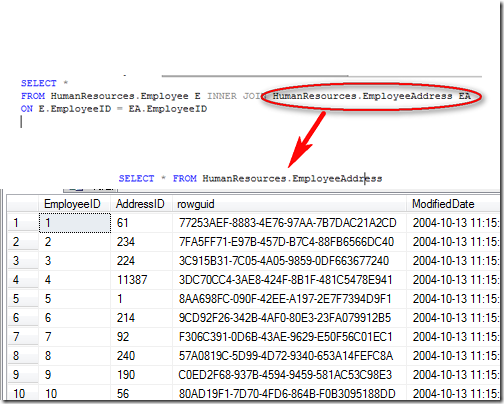 SELECT *
FROM HumanResources.Employee E INNER JOIN HumanResources.EmployeeAddress EA
ON E.EmployeeID = EA.EmployeeID
SELECT * FROM HumanResources.EmployeeAddress
EmployeeID AddressID rowguid ModifiedDate
1 1 61 77253AEF-8883-4E76-97AA-7B7DAC21A2CD 2004-10-13 11:15:
2 2 234 7FA5FF71-E97B-457D-B7C4-88FB6566DC40 2004-10-13 11:15:
3 3 224 3C915B31-7C05-4A05-9859-0DF663677240 2004-10-13 11:15:
4 4 11387 3DC70CC4-3AE8-424F-8B1F-481C5478E941 2004-10-13 11:15:
5 5 1 8AA698FC-090F-42EE-A197-2E7F7394D9F1 2004-10-13 11:15:
6 6 214 9CD92F26-342B-4AF0-80E3-23FA079912B5 2004-10-13 11:15:
7 7 92 F306C391-0D6B-43AE-9629-E50F56C01EC1 2004-10-13 11:15:
8 8 240 57A0819C-5D99-4D72-9340-653A14FEFC8A 2004-10-13 11:15:
9 9 190 C0ED2F68-937B-4594-9459-581AC53C98E3 2004-10-13 11:15:
10 10 56 80AD19F1-7D70-4FD6-864B-F0B3095188DD 2004-10-13 11:15: